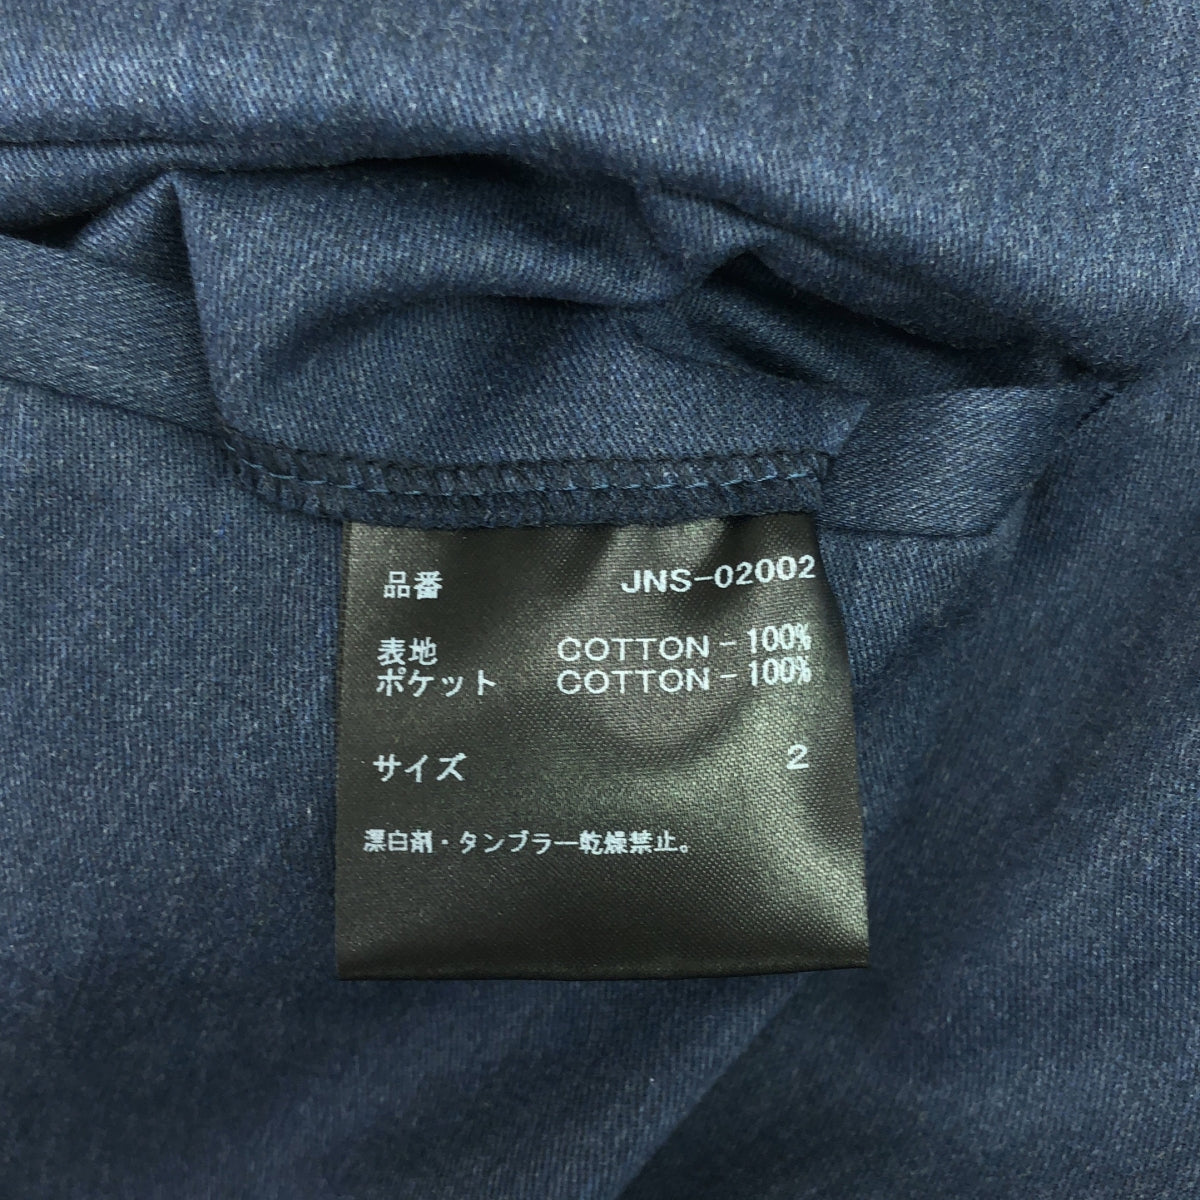 品番 JNS-02002
表地 COTTON-100%
ポケット COTTON-100%
サイズ 2
漂白剤・タンブラー乾燥禁止。